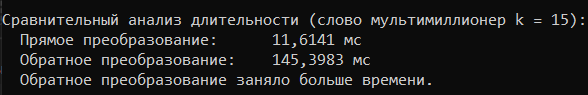 Сравнительный анализ длительности (слово мультимиллионер k = 15):
Прямое преобразование: 11,6141 мс
Обратное преобразование: 145,3983 мс
Обратное преобразование заняло больше времени.